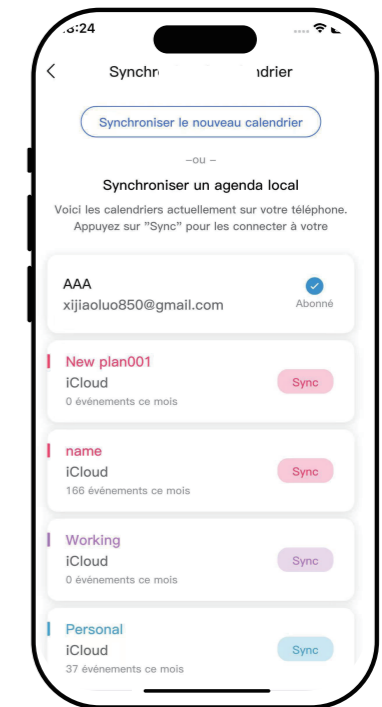 :24
Synchr drier
Synchroniser le nouveau calendrier
–ou –
Synchroniser un agenda local
Voici les calendriers actuellement sur votre téléphone.
Appuyez sur ”Sync” pour les connecter à votre
AAA
xijiaoluo850@gmail.com
Abonné
New plan001
iCloud
Sync
0 événements ce mois
name
iCloud
Sync
166 événements ce mois
Working
iCloud
Sync
0 événements ce mois
Personal
iCloud
Sync
37 événements ce mois